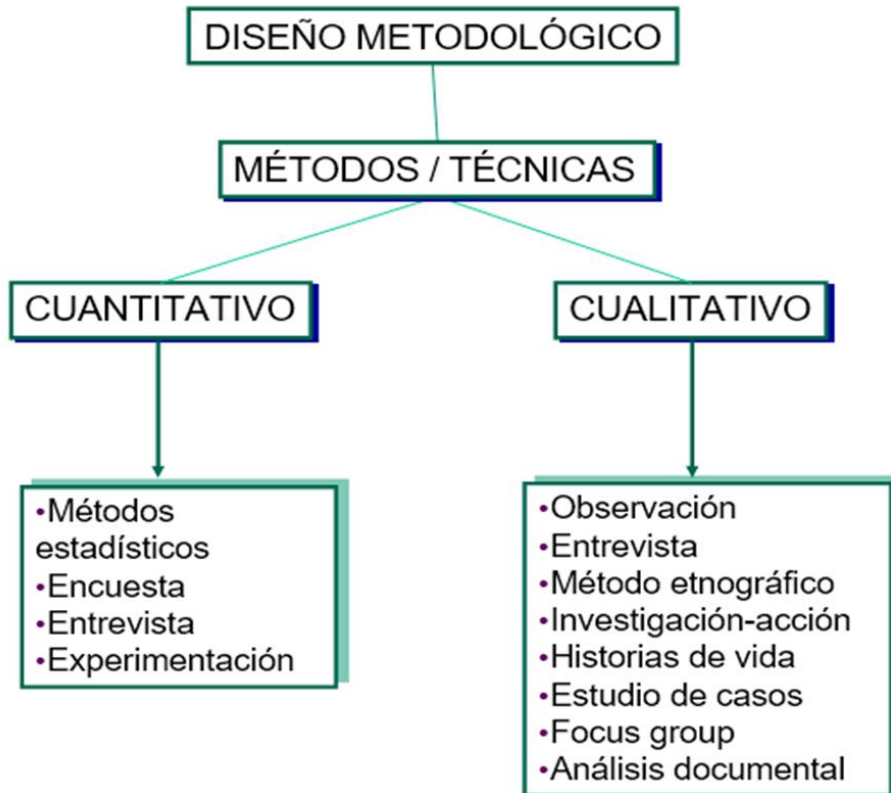 DISEÑO METODOLÓGICO
MÉTODOS / TÉCNICAS
CUANTITATIVO
CUALITATIVO
•Métodos
estadísticos
•Encuesta
•Entrevista
•Experimentación
•Observación
•Entrevista
•Método etnográfico
•Investigación-acción
•Historias de vida
•Estudio de casos
•Focus group
•Análisis documental